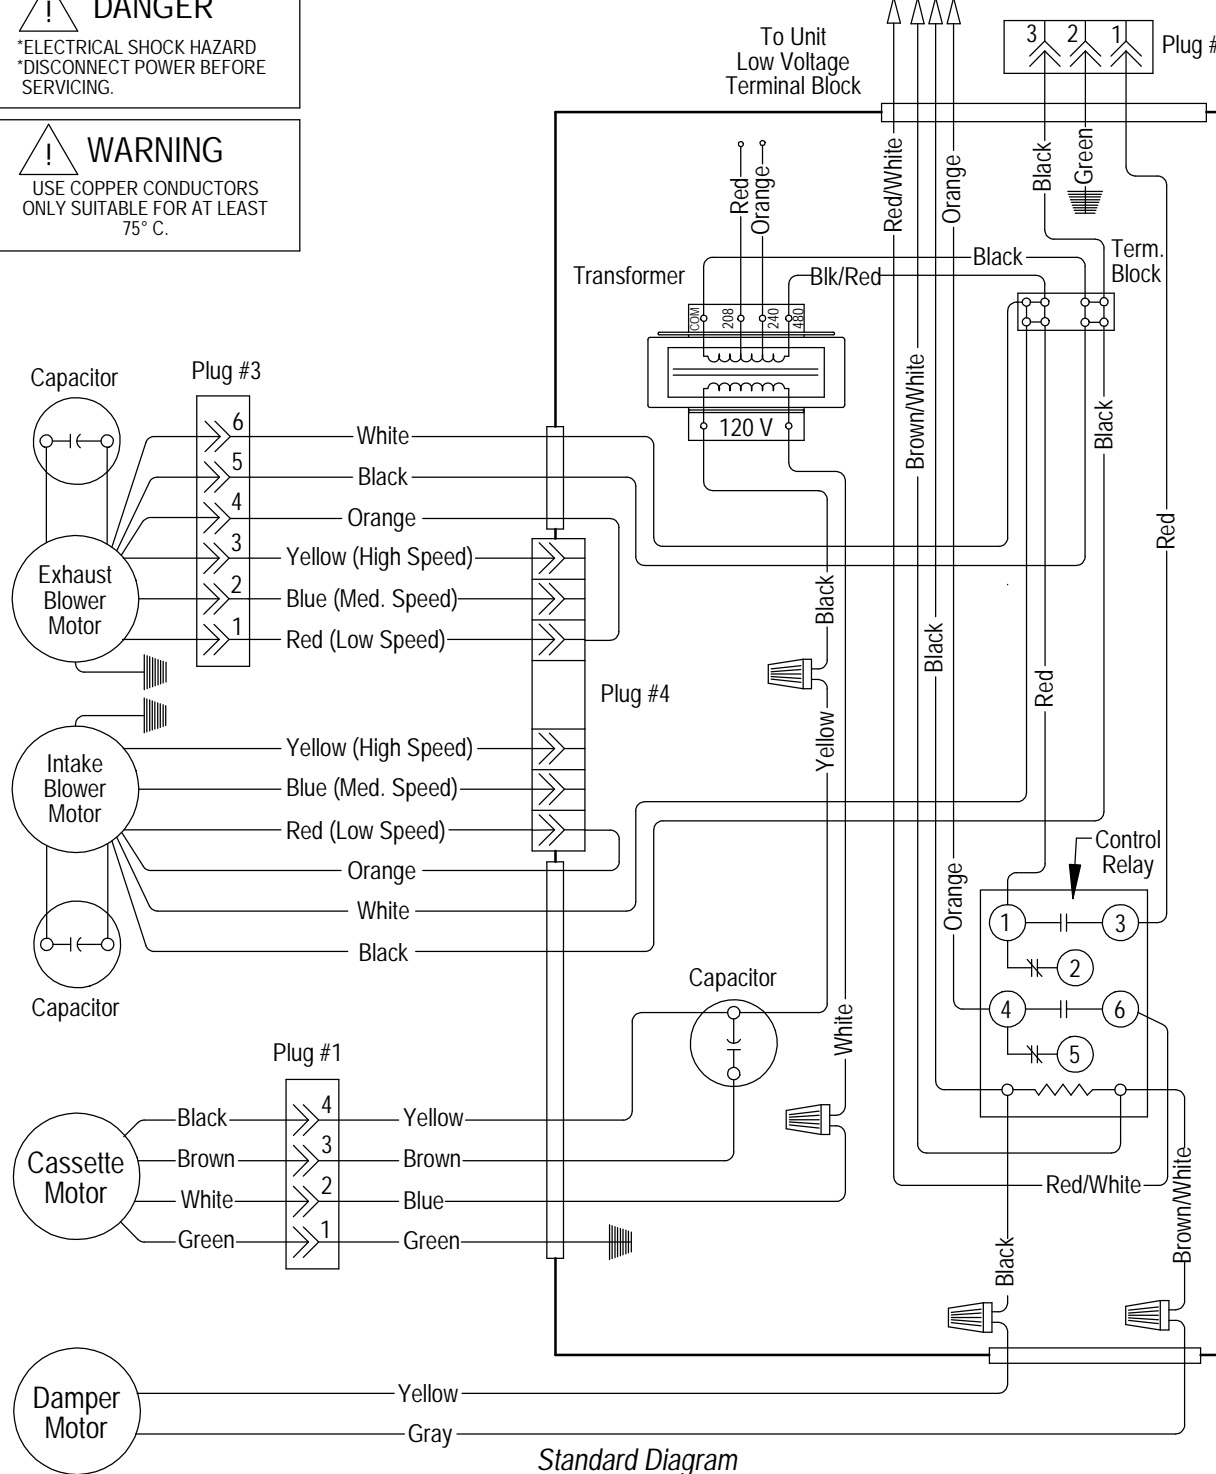 ! DANGER
*ELECTRICAL SHOCK HAZARD
*DISCONNECT POWER BEFORE
SERVICING.
! WARNING
USE COPPER CONDUCTORS
ONLY SUITABLE FOR AT LEAST
75° C.
To Unit
Low Voltage
Terminal Block
3 2 1
Plug #
Red/White
Orange
Black
Green
Red
Orange
Transformer
Black
Blk/Red
Term.
Block
COM
208
240
480
120 V
Brown/White
Black
Red
Capacitor
Plug #3
6
White
5
Black
4
Orange
3
Yellow (High Speed)
2
Blue (Med. Speed)
1
Red (Low Speed)
Exhaust
Blower
Motor
Black
Black
Red
Plug #4
Yellow
Intake
Blower
Motor
Yellow (High Speed)
Blue (Med. Speed)
Red (Low Speed)
Orange
White
Black
Capacitor
Control
Relay
Orange
1
3
2
4
6
5
Capacitor
White
Plug #1
Cassette
Motor
Black
4
Yellow
Brown
3
Brown
White
2
Blue
Green
1
Green
Red/White
Black
Brown/White
Damper
Motor
Yellow
Gray
Standard Diagram